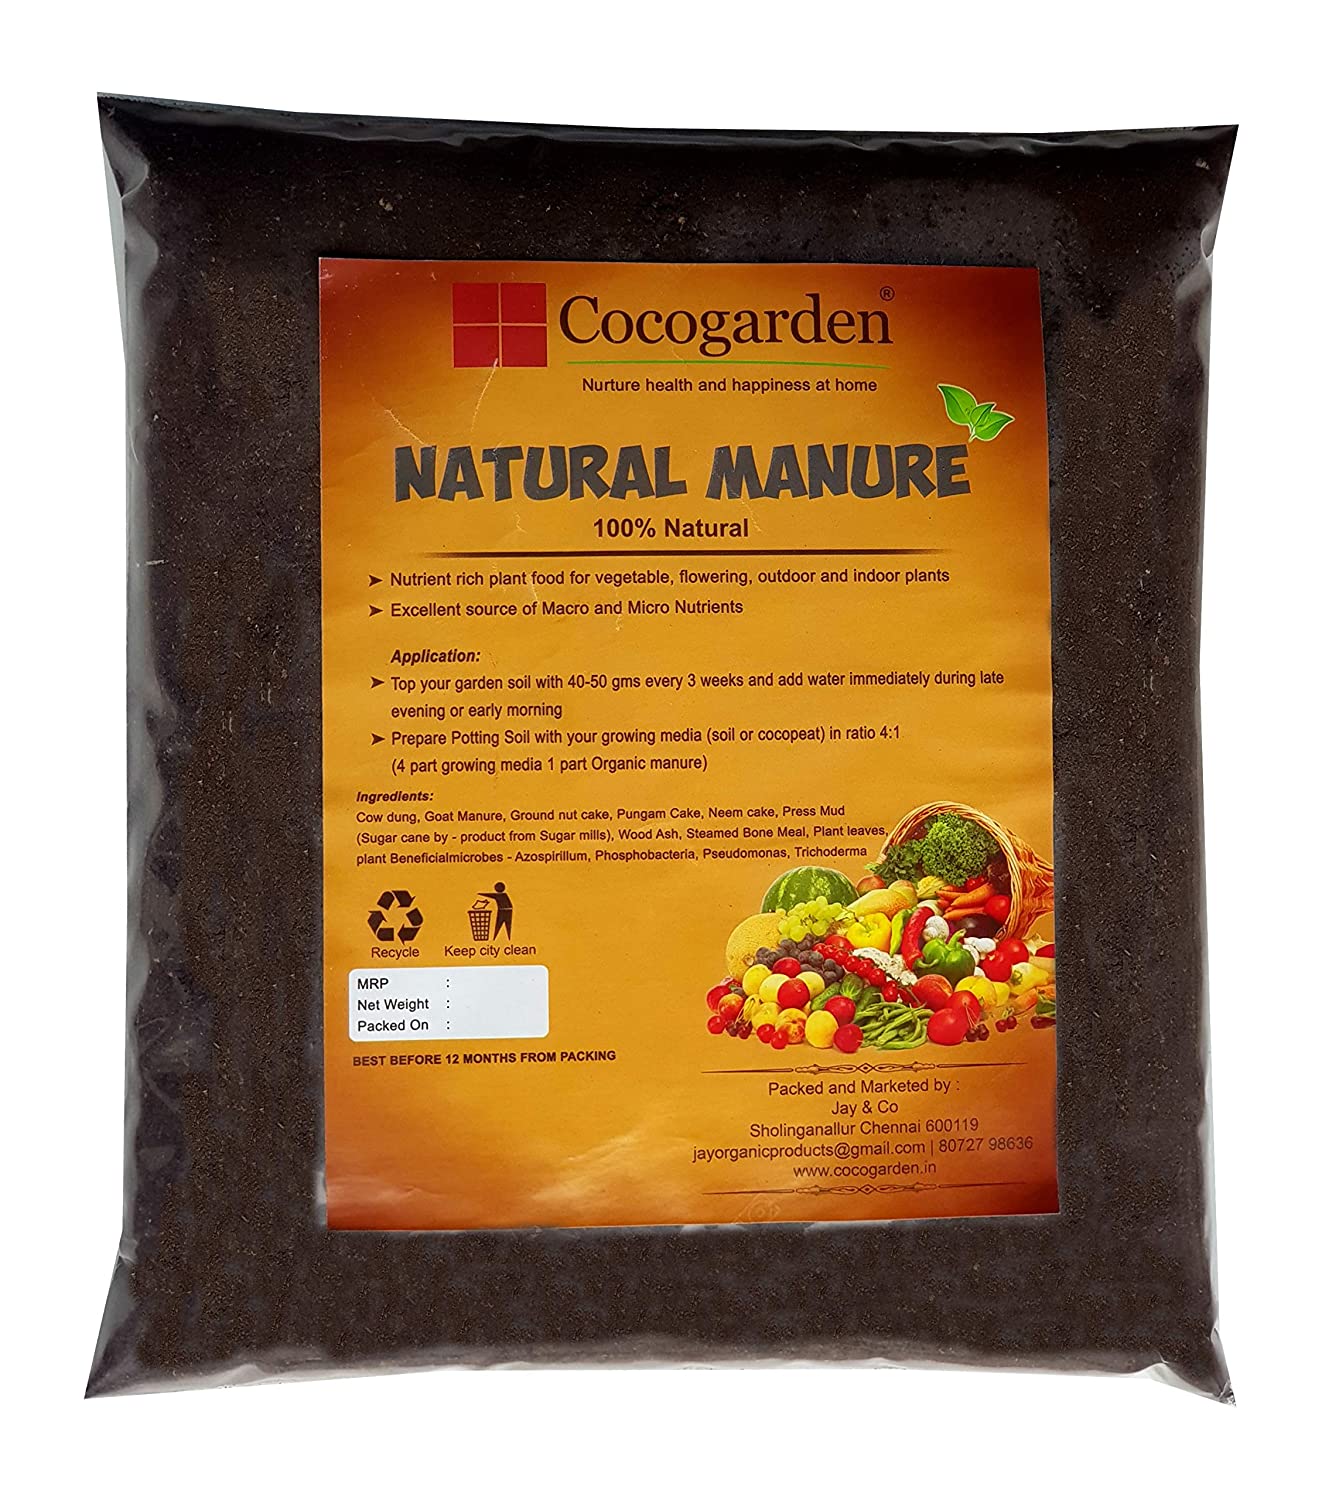 Cocogarden®
Nurture health and happiness at home
NATURAL MANURE
100% Natural
➤ Nutrient rich plant food for vegetable, flowering, outdoor and indoor plants
➤ Excellent source of Macro and Micro Nutrients
Application:
➤ Top your garden soil with 40-50 gms every 3 weeks and add water immediately during late
evening or early morning
➤ Prepare Potting Soil with your growing media (soil or cocopeat) in ratio 4:1
(4 part growing media 1 part Organic manure)
Ingredients:
Cow dung, Goat Manure, Ground nut cake, Pungam Cake, Neem cake, Press Mud
(Sugar cane by - product from Sugar mills), Wood Ash, Steamed Bone Meal, Plant leaves,
plant Beneficialmicrobes - Azospirillum, Phosphobacteria, Pseudomonas, Trichoderma
Recycle
Keep city clean
MRP :
Net Weight :
Packed On :
BEST BEFORE 12 MONTHS FROM PACKING
Packed and Marketed by :
Jay & Co
Sholinganallur Chennai 600119
jayorganicproducts@gmail.com | 80727 98636
www.cocogarden.in